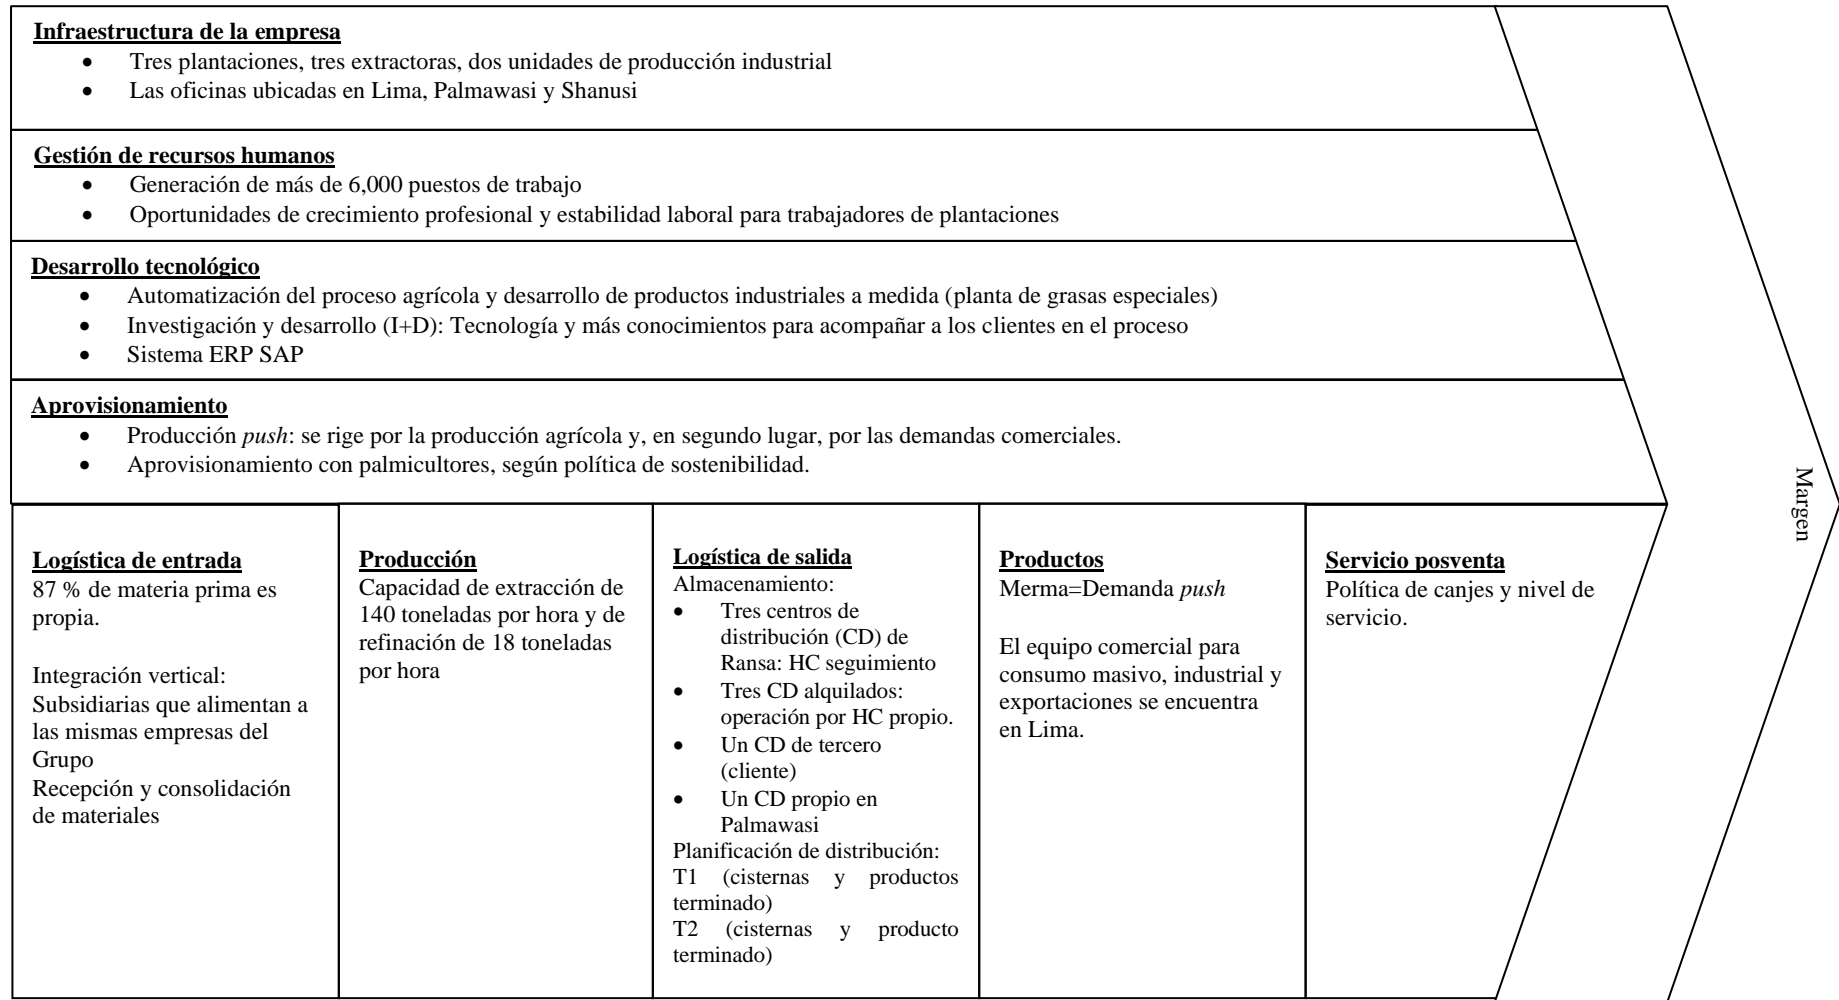 Infraestructura de la empresa
• Tres plantaciones, tres extractoras, dos unidades de producción industrial
• Las oficinas ubicadas en Lima, Palmawasi y Shanusi
Gestión de recursos humanos
• Generación de más de 6,000 puestos de trabajo
• Oportunidades de crecimiento profesional y estabilidad laboral para trabajadores de plantaciones
Desarrollo tecnológico
• Automatización del proceso agrícola y desarrollo de productos industriales a medida (planta de grasas especiales)
• Investigación y desarrollo (I+D): Tecnología y más conocimientos para acompañar a los clientes en el proceso
• Sistema ERP SAP
Aprovisionamiento
• Producción push: se rige por la producción agrícola y, en segundo lugar, por las demandas comerciales.
• Aprovisionamiento con palmicultores, según política de sostenibilidad.
Logística de entrada
87 % de materia prima es
propia.
Integración vertical:
Subsidiarias que alimentan a
las mismas empresas del
Grupo
Recepción y consolidación
de materiales
Producción
Capacidad de extracción de
140 toneladas por hora y de
refinación de 18 toneladas
por hora
Logística de salida
Almacenamiento:
• Tres centros de
distribución (CD) de
Ransa: HC seguimiento
• Tres CD alquilados:
operación por HC propio.
• Un CD de tercero
(cliente)
• Un CD propio en
Palmawasi
Planificación de distribución:
T1 (cisternas y productos
terminado)
T2 (cisternas y producto
terminado)
Productos
Merma=Demanda push
El equipo comercial para
consumo masivo, industrial y
exportaciones se encuentra
en Lima.
Servicio posventa
Política de canjes y nivel de
servicio.
Margen